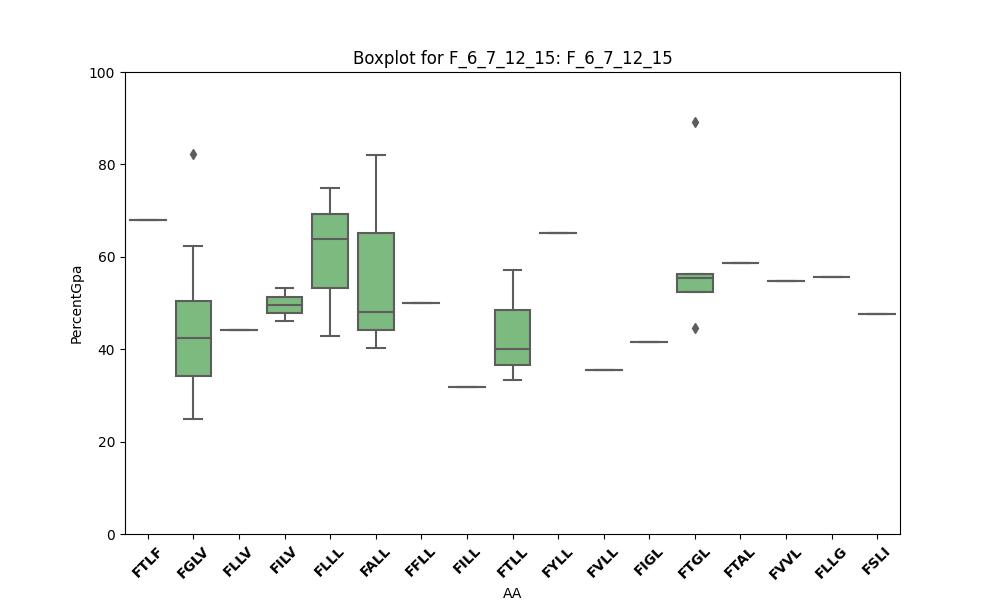 Boxplot for F_6_7_12_15: F_6_7_12_15
100
80
60
40
20
0
PercentGpa
FTLF FGLV FLLV FILV FLLL FALL FFLL FILL FTLL FYLL FVLL FIGL FTGL FTAL FVVL FLLG FSLI
AA